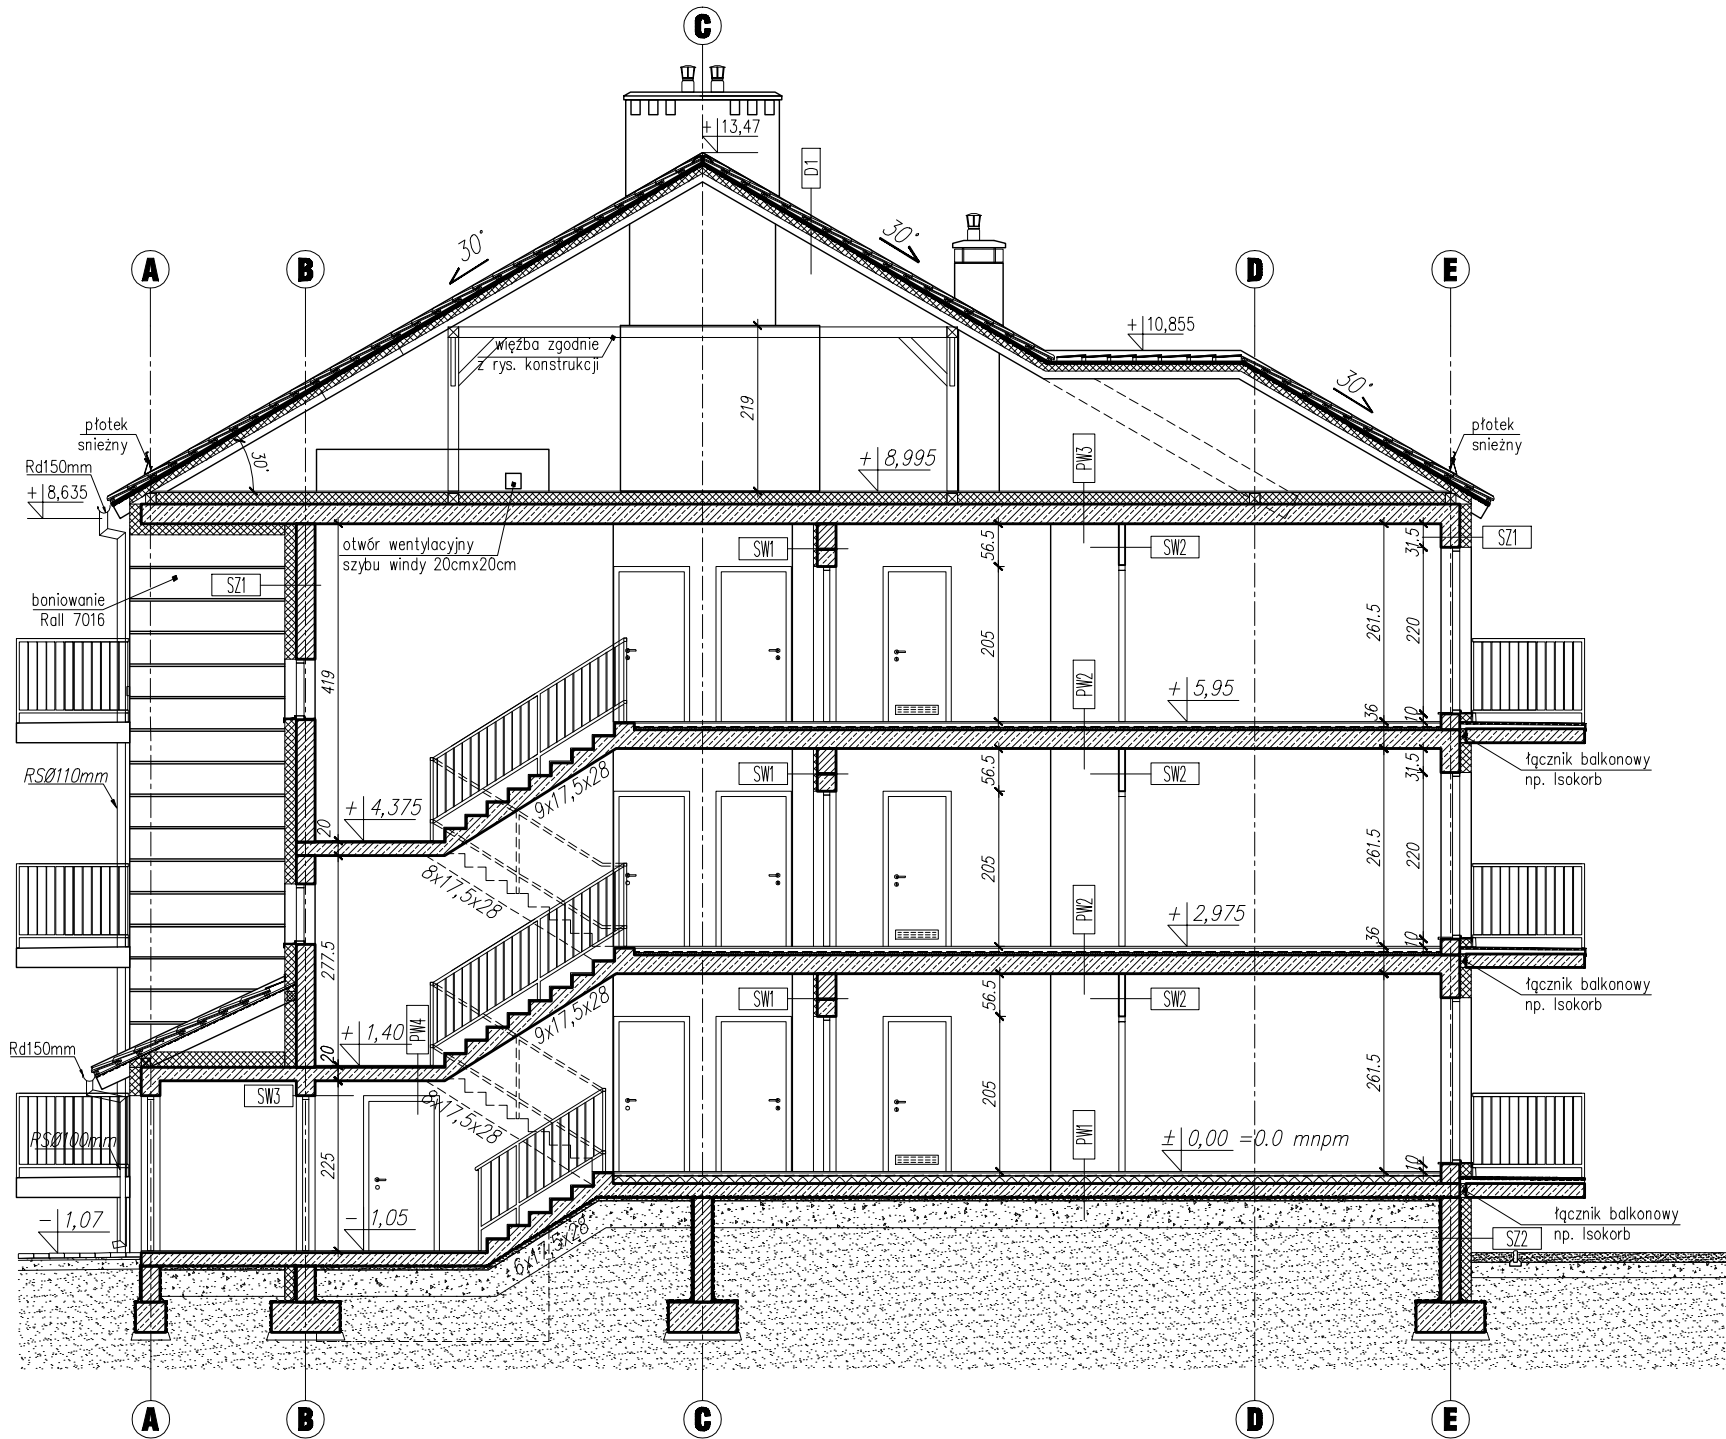 C
+ 13,47
D1
30°
30°
A
B
D
E
+ 10,855
więźba zgodnie
z rys. konstrukcji
30°
219
płotek
snieżny
płotek
snieżny
Rd150mm
30°
+ 8,995
PW3
+ 8,635
otwór wentylacyjny
szybu windy 20cmx20cm
SW1
56.5
SW2
31.5
SZ1
SZ1
boniowanie
Rall 7016
419
205
261.5
220
PW2
+ 5,95
36
10
RSØ110mm
+ 4,375
20
9x17,5x28
SW1
56.5
SW2
31.5
łącznik balkonowy
np. Isokorb
8x17,5x28
205
261.5
220
PW2
+ 2,975
36
10
277.5
+ 1,40
PW4
20
9x17,5x28
SW1
56.5
SW2
łącznik balkonowy
np. Isokorb
Rd150mm
SW3
8x17,5x28
205
261.5
RSØ100mm
225
PW1
± 0,00 =0.0 mnpm
10
- 1,07
- 1,05
6x17,5x28
łącznik balkonowy
np. Isokorb
SZ2
A
B
C
D
E